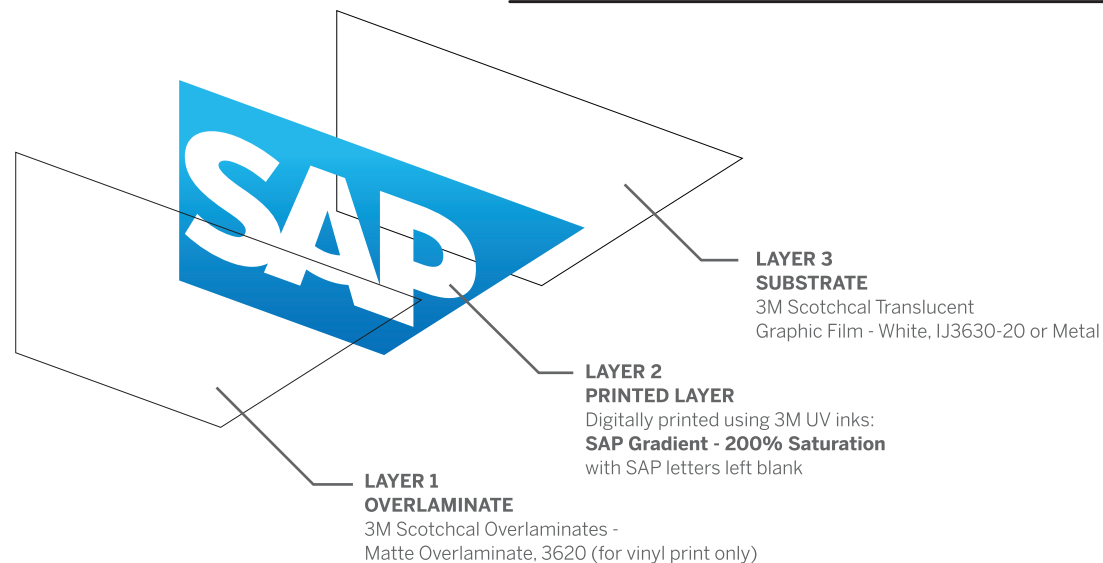 SAP
LAYER 3
SUBSTRATE
3M Scotchcal Translucent
Graphic Film - White, IJ3630-20 or Metal
LAYER 2
PRINTED LAYER
Digitally printed using 3M UV inks:
SAP Gradient - 200% Saturation
with SAP letters left blank
LAYER 1
OVERLAMINATE
3M Scotchcal Overlaminates -
Matte Overlaminate, 3620 (for vinyl print only)